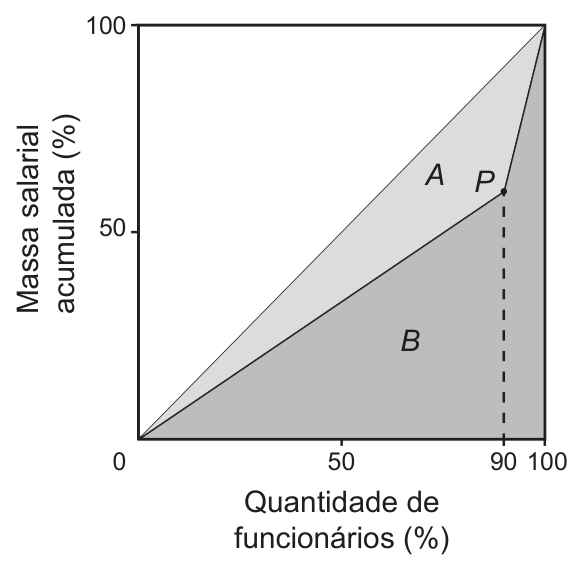 100
Massa salarial
acumulada (%)
A
P
50
B
0
50
90
100
Quantidade de
funcionários (%)